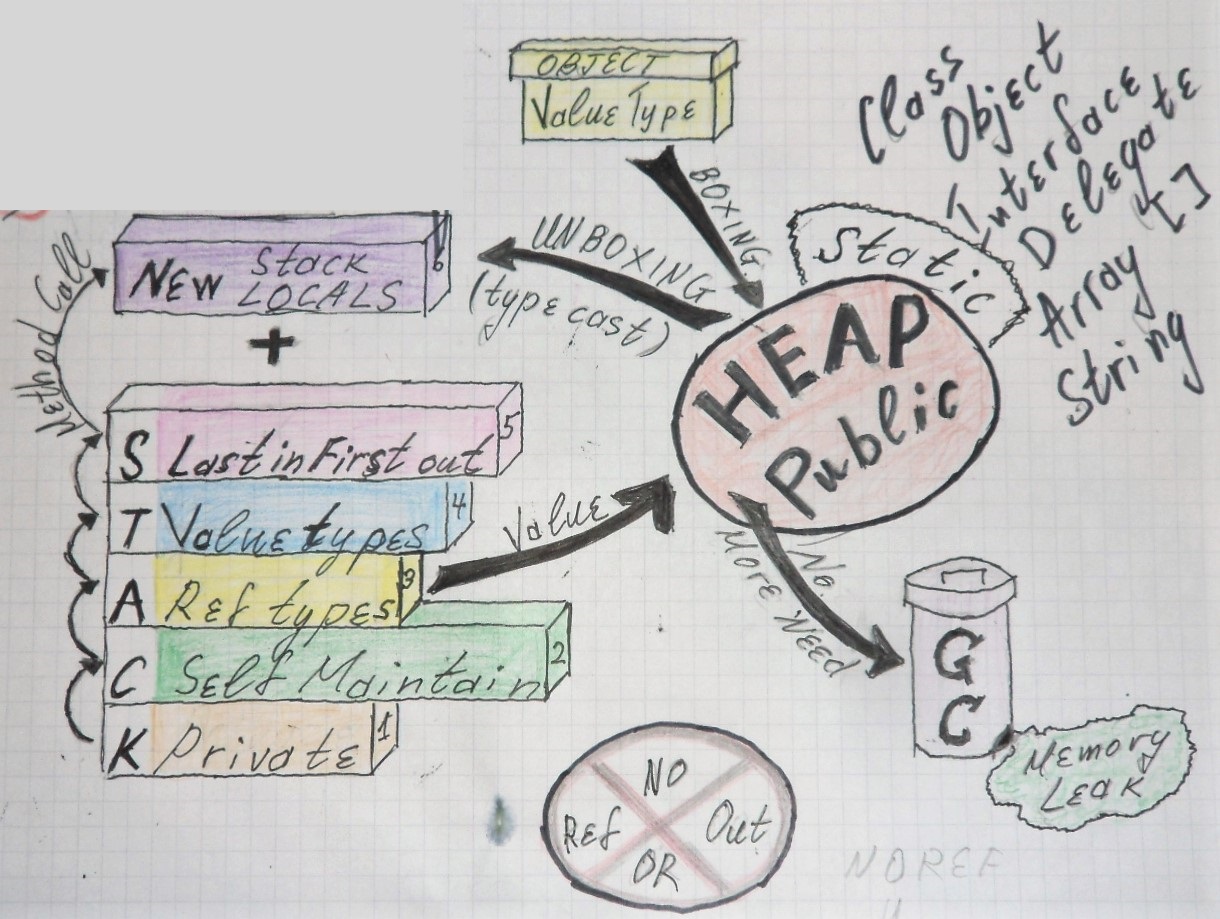 OBJECT
Value Type
BOXING
UNBOXING
(type cast)
Class
Object
Interface
Delegate
Array []
String
Static
HEAP
Public
Method Call
NEW Stack LOCALS 6
+
S Last in First out 5
T Value types 4
A Ref types 3
C Self Maintain 2
K Private 1
Value
No
More Need
GC
Memory
Leak
NO
Ref Out
OR
NOREF